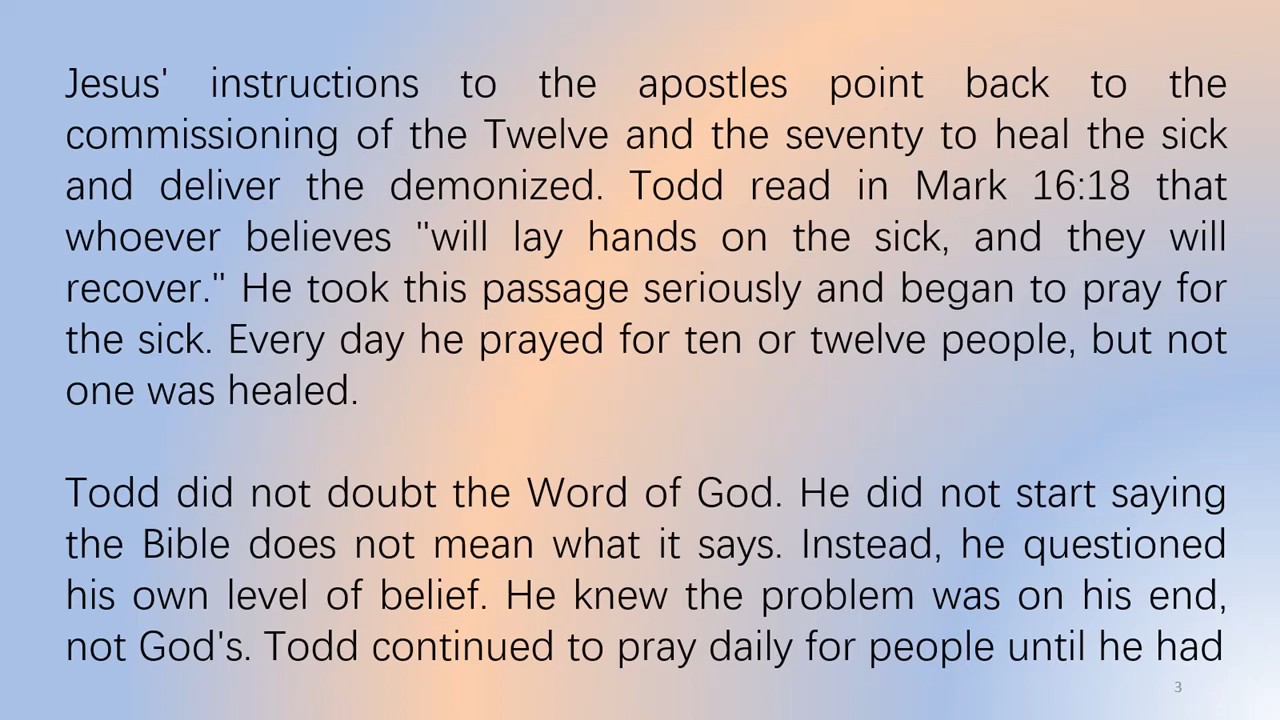 Jesus' instructions to the apostles point back to the
commissioning of the Twelve and the seventy to heal the sick
and deliver the demonized. Todd read in Mark 16:18 that
whoever believes "will lay hands on the sick, and they will
recover." He took this passage seriously and began to pray for
the sick. Every day he prayed for ten or twelve people, but not
one was healed.
Todd did not doubt the Word of God. He did not start saying
the Bible does not mean what it says. Instead, he questioned
his own level of belief. He knew the problem was on his end,
not God's. Todd continued to pray daily for people until he had
3